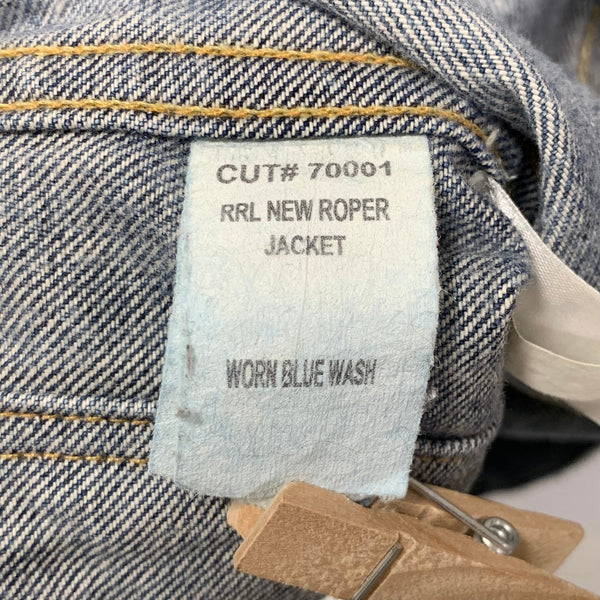 CUT# 70001
RRL NEW ROPER
JACKET
WORN BLUE WASH